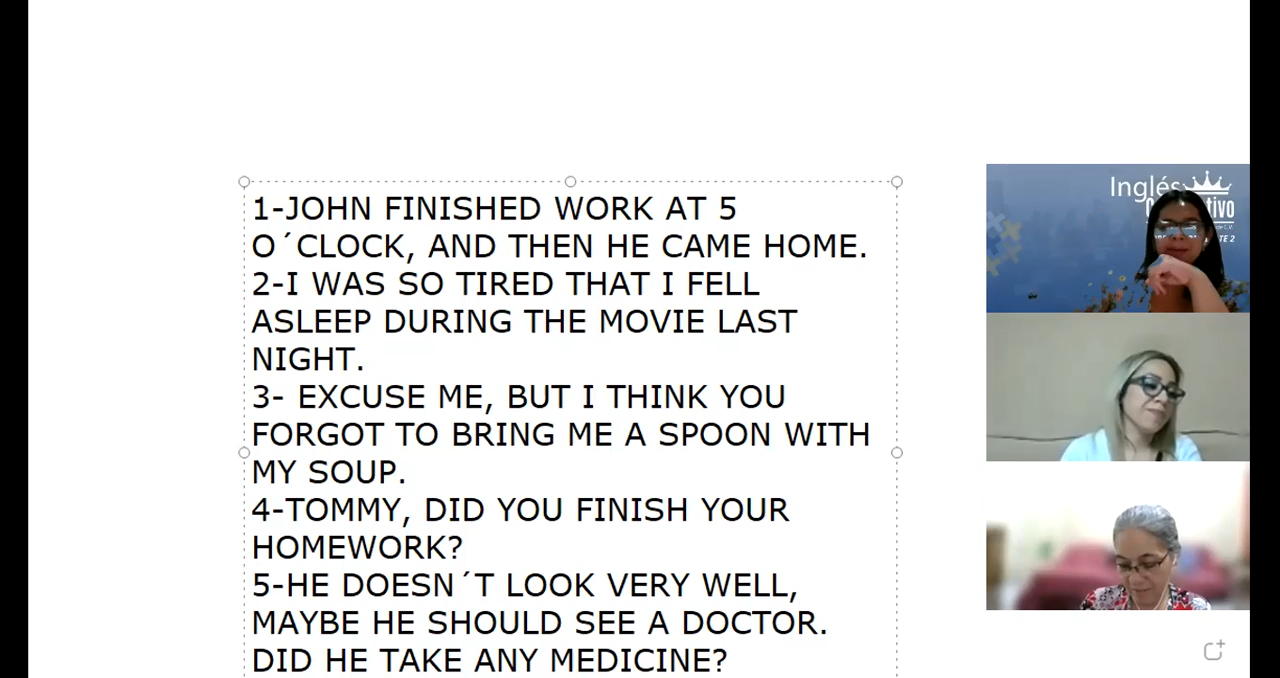 1-JOHN FINISHED WORK AT 5
O´CLOCK, AND THEN HE CAME HOME.
2-I WAS SO TIRED THAT I FELL
ASLEEP DURING THE MOVIE LAST
NIGHT.
3- EXCUSE ME, BUT I THINK YOU
FORGOT TO BRING ME A SPOON WITH
MY SOUP.
4-TOMMY, DID YOU FINISH YOUR
HOMEWORK?
5-HE DOESN´T LOOK VERY WELL,
MAYBE HE SHOULD SEE A DOCTOR.
DID HE TAKE ANY MEDICINE?
Inglés